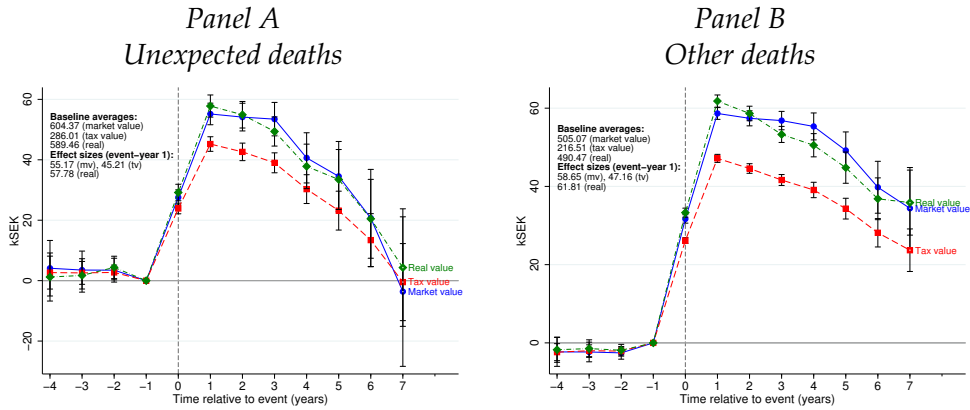 Panel A
Unexpected deaths
60
40
20
0
−20
kSEK
Baseline averages:
604.37 (market value)
286.01 (tax value)
589.46 (real)
Effect sizes (event−year 1):
55.17 (mv), 45.21 (tv)
57.78 (real)
Real value
Tax value
Market value
−4 −3 −2 −1 0 1 2 3 4 5 6 7
Time relative to event (years)
Panel B
Other deaths
60
40
20
0
kSEK
Baseline averages:
505.07 (market value)
216.51 (tax value)
490.47 (real)
Effect sizes (event−year 1):
58.65 (mv), 47.16 (tv)
61.81 (real)
Real value
Market value
Tax value
−4 −3 −2 −1 0 1 2 3 4 5 6 7
Time relative to event (years)